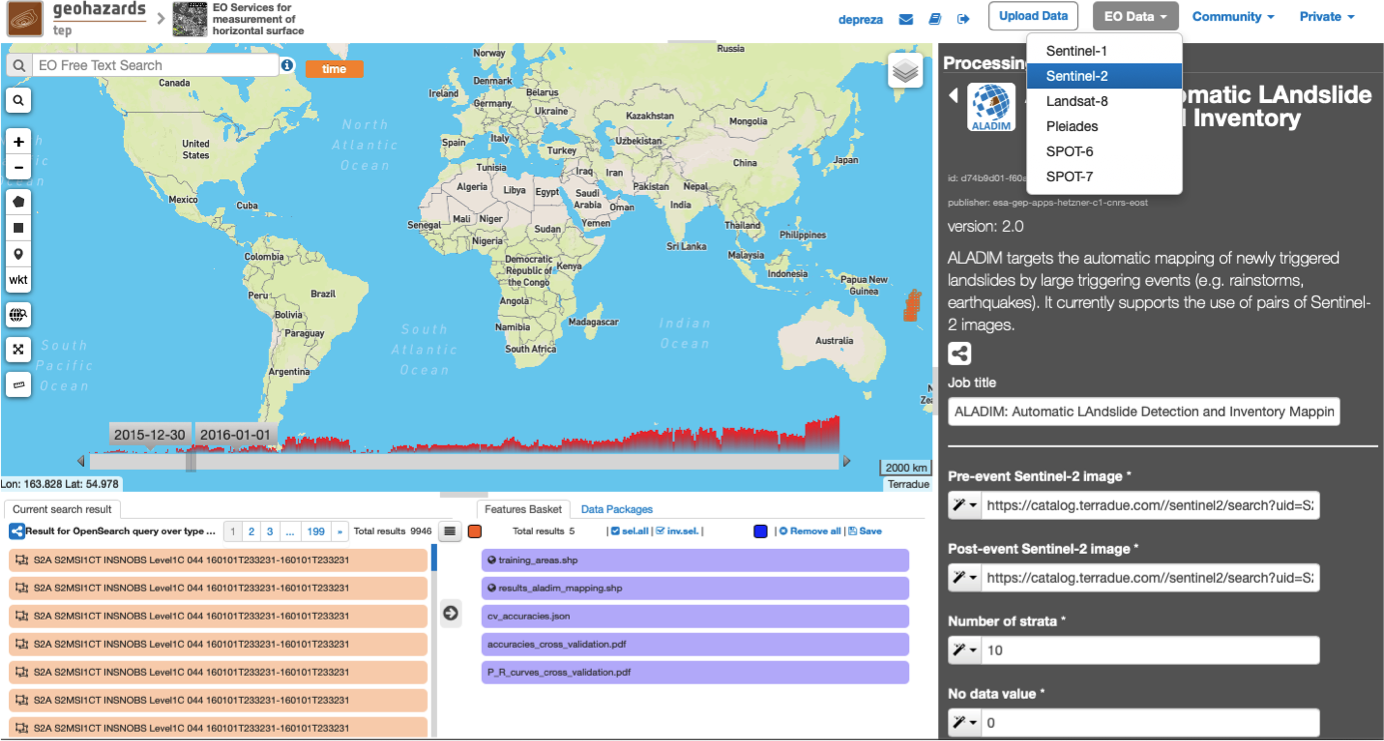 geohazards
tep
EO Services for
measurement of
horizontal surface
depreza
Upload Data
EO Data
Community
Private
Sentinel-1
Sentinel-2
Landsat-8
Pleiades
SPOT-6
SPOT-7
EO Free Text Search
time
wkt
Russia
Norway
Canada
Denmark
Ireland
Belarus
Germany
Ukraine
Kazakhstan
Mongolia
North
Atlantic
Ocean
United
States
Spain
Italy
Turkey
Uzbekistan
China
Japan
Tunisia
Iraq
Iran
Algeria
Libya
Egypt
Saudi
Arabia
Pakistan
Nepal
Mexico
Cuba
Oman
India
Mali
Niger
Yemen
Thailand
Philippines
Senegal
Sudan
Nigeria
Sri Lanka
Malaysia
Colombia
Democratic
Republic of
the Congo
Kenya
Indonesia
Papua New
Guinea
Peru
Brazil
Angola
Bolivia
Namibia
Madagascar
Paraguay
South
Atlantic
Ocean
Indian
Ocean
South
Pacific
Ocean
South Africa
Australia
Argentina
2015-12-30
2016-01-01
2000 km
Lon: 163.828 Lat: 54.978
Terradue
Current search result
Result for OpenSearch query over type ...
1 2 3 ... 199 »
Total results 9946
S2A S2MSI1CT INSNOBS Level1C 044 160101T233231-160101T233231
S2A S2MSI1CT INSNOBS Level1C 044 160101T233231-160101T233231
S2A S2MSI1CT INSNOBS Level1C 044 160101T233231-160101T233231
S2A S2MSI1CT INSNOBS Level1C 044 160101T233231-160101T233231
S2A S2MSI1CT INSNOBS Level1C 044 160101T233231-160101T233231
S2A S2MSI1CT INSNOBS Level1C 044 160101T233231-160101T233231
S2A S2MSI1CT INSNOBS Level1C 044 160101T233231-160101T233231
Features Basket
Data Packages
Total results 5
| sel.all | inv.sel. |
| Remove all | Save
training_areas.shp
results_aladim_mapping.shp
cv_accuracies.json
accuracies_cross_validation.pdf
P_R_curves_cross_validation.pdf
Processing
ALADIM
omatic LAndslide
Inventory
id: d74b9d01-f60a
publisher: esa-gep-apps-hetzner-c1-cnrs-eost
version: 2.0
ALADIM targets the automatic mapping of newly triggered
landslides by large triggering events (e.g. rainstorms,
earthquakes). It currently supports the use of pairs of Sentinel-
2 images.
Job title
ALADIM: Automatic LAndslide Detection and Inventory Mappin
Pre-event Sentinel-2 image *
https://catalog.terradue.com//sentinel2/search?uid=S2
Post-event Sentinel-2 image *
https://catalog.terradue.com//sentinel2/search?uid=S2
Number of strata *
10
No data value *
0